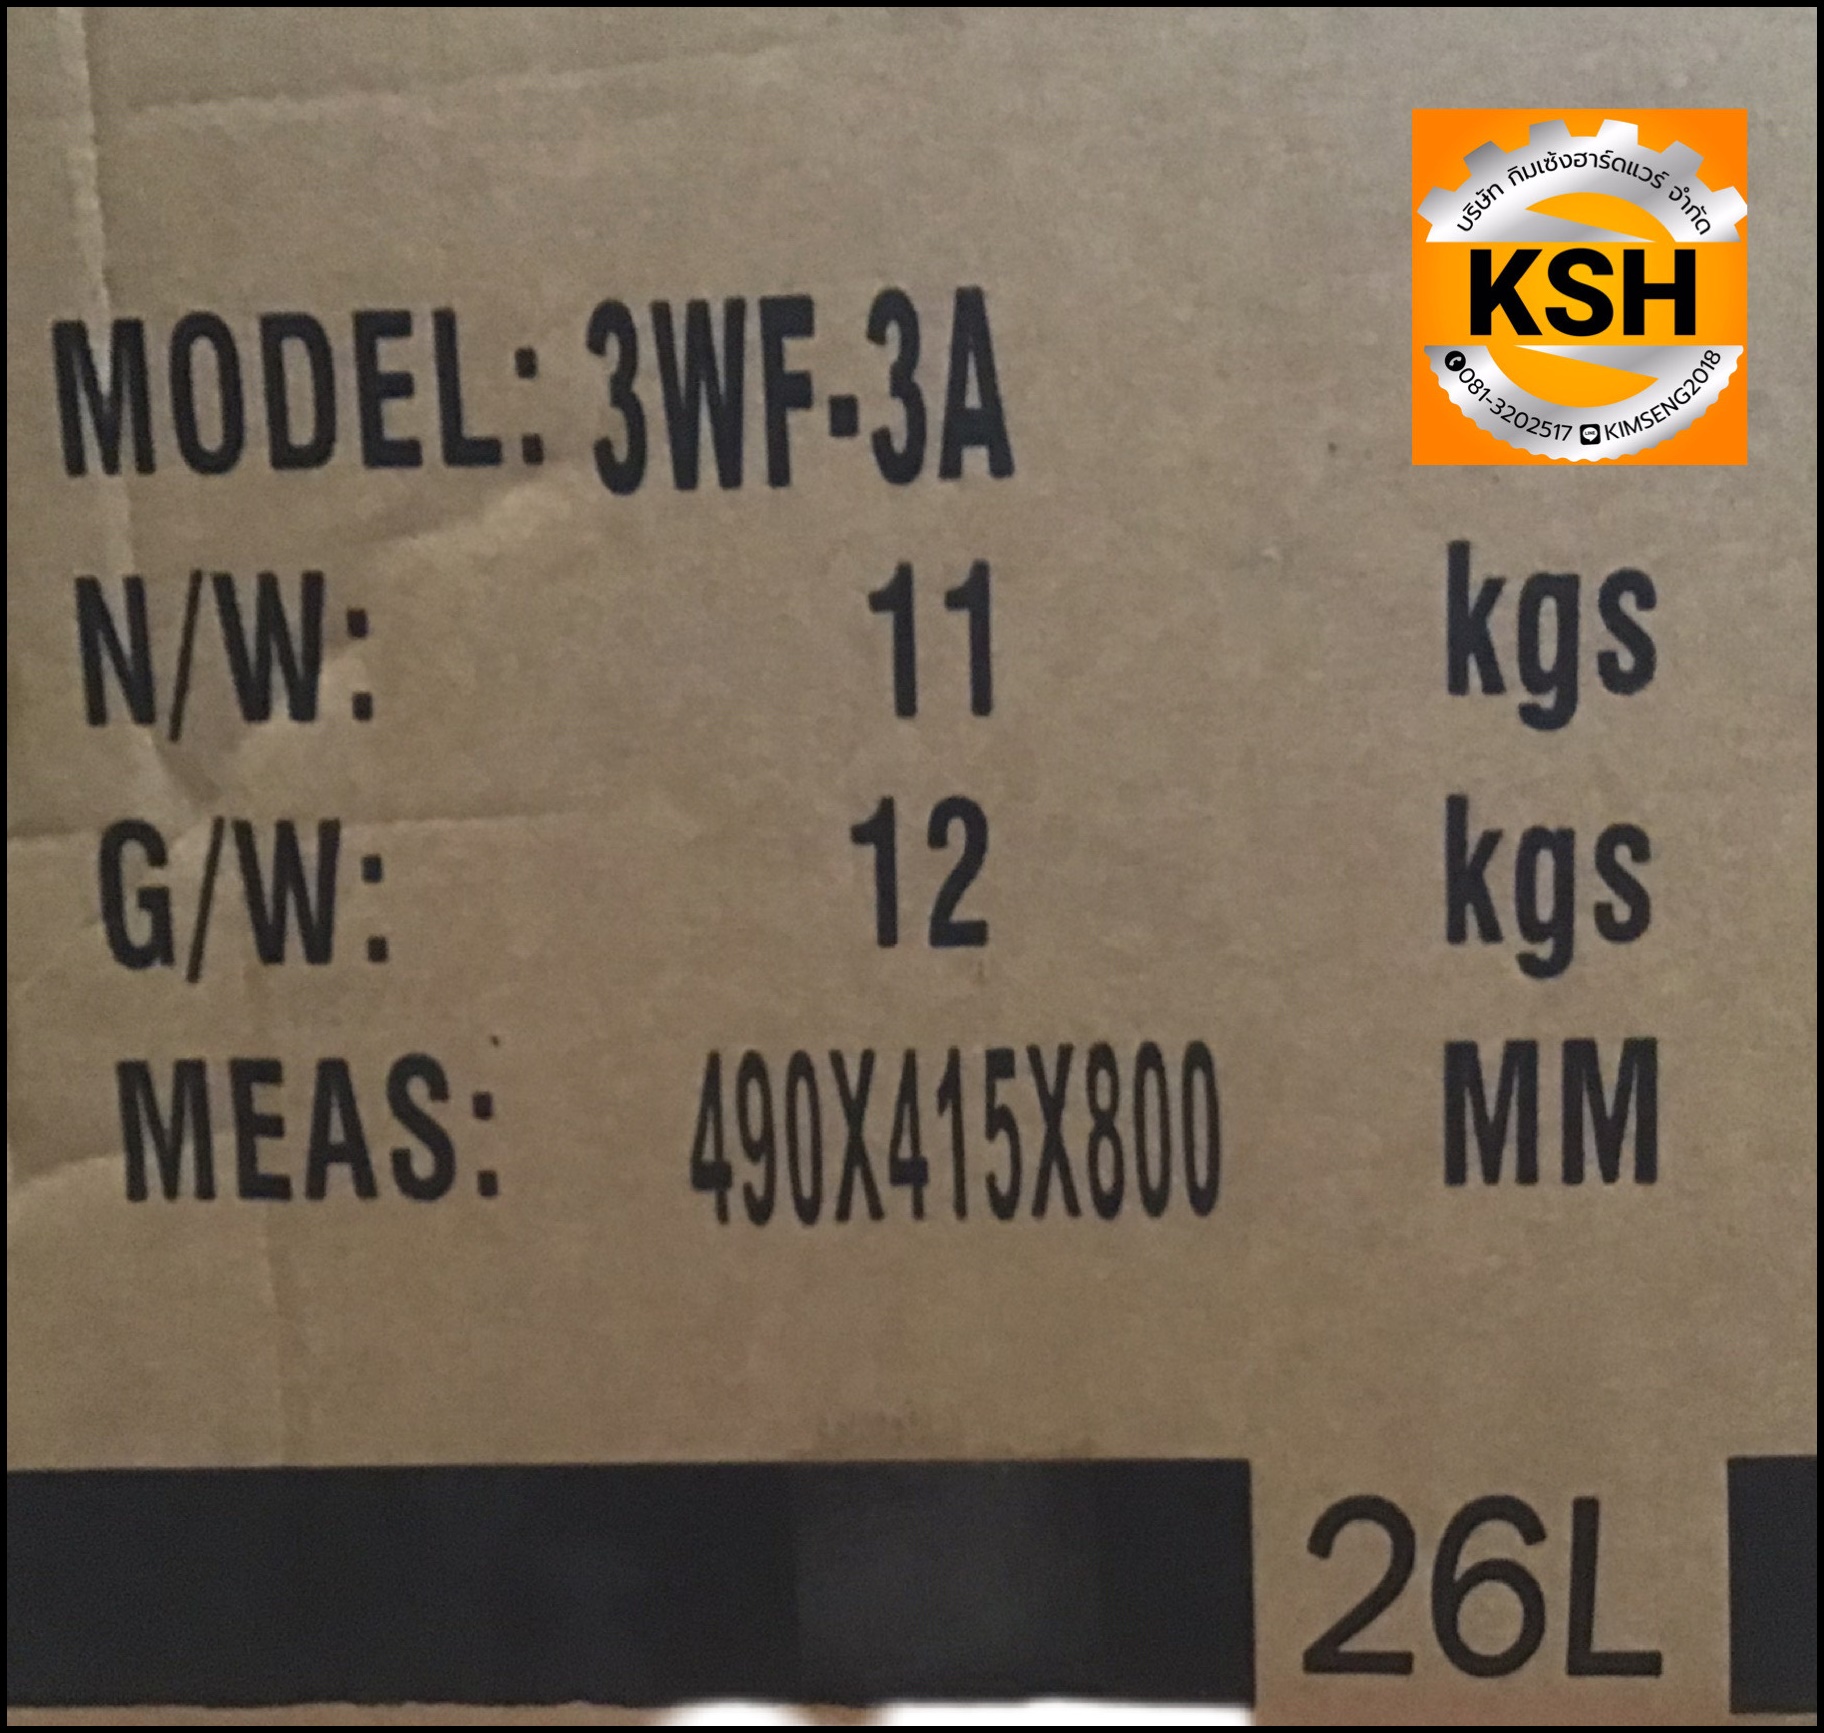 บริษัท กิมเซ้งฮาร์ดแวร์ จำกัด
KSH
081-3202517 LINE KIMSENG2018
MODEL: 3WF-3A
N/W: 11 kgs
G/W: 12 kgs
MEAS: 490X415X800 MM
26L